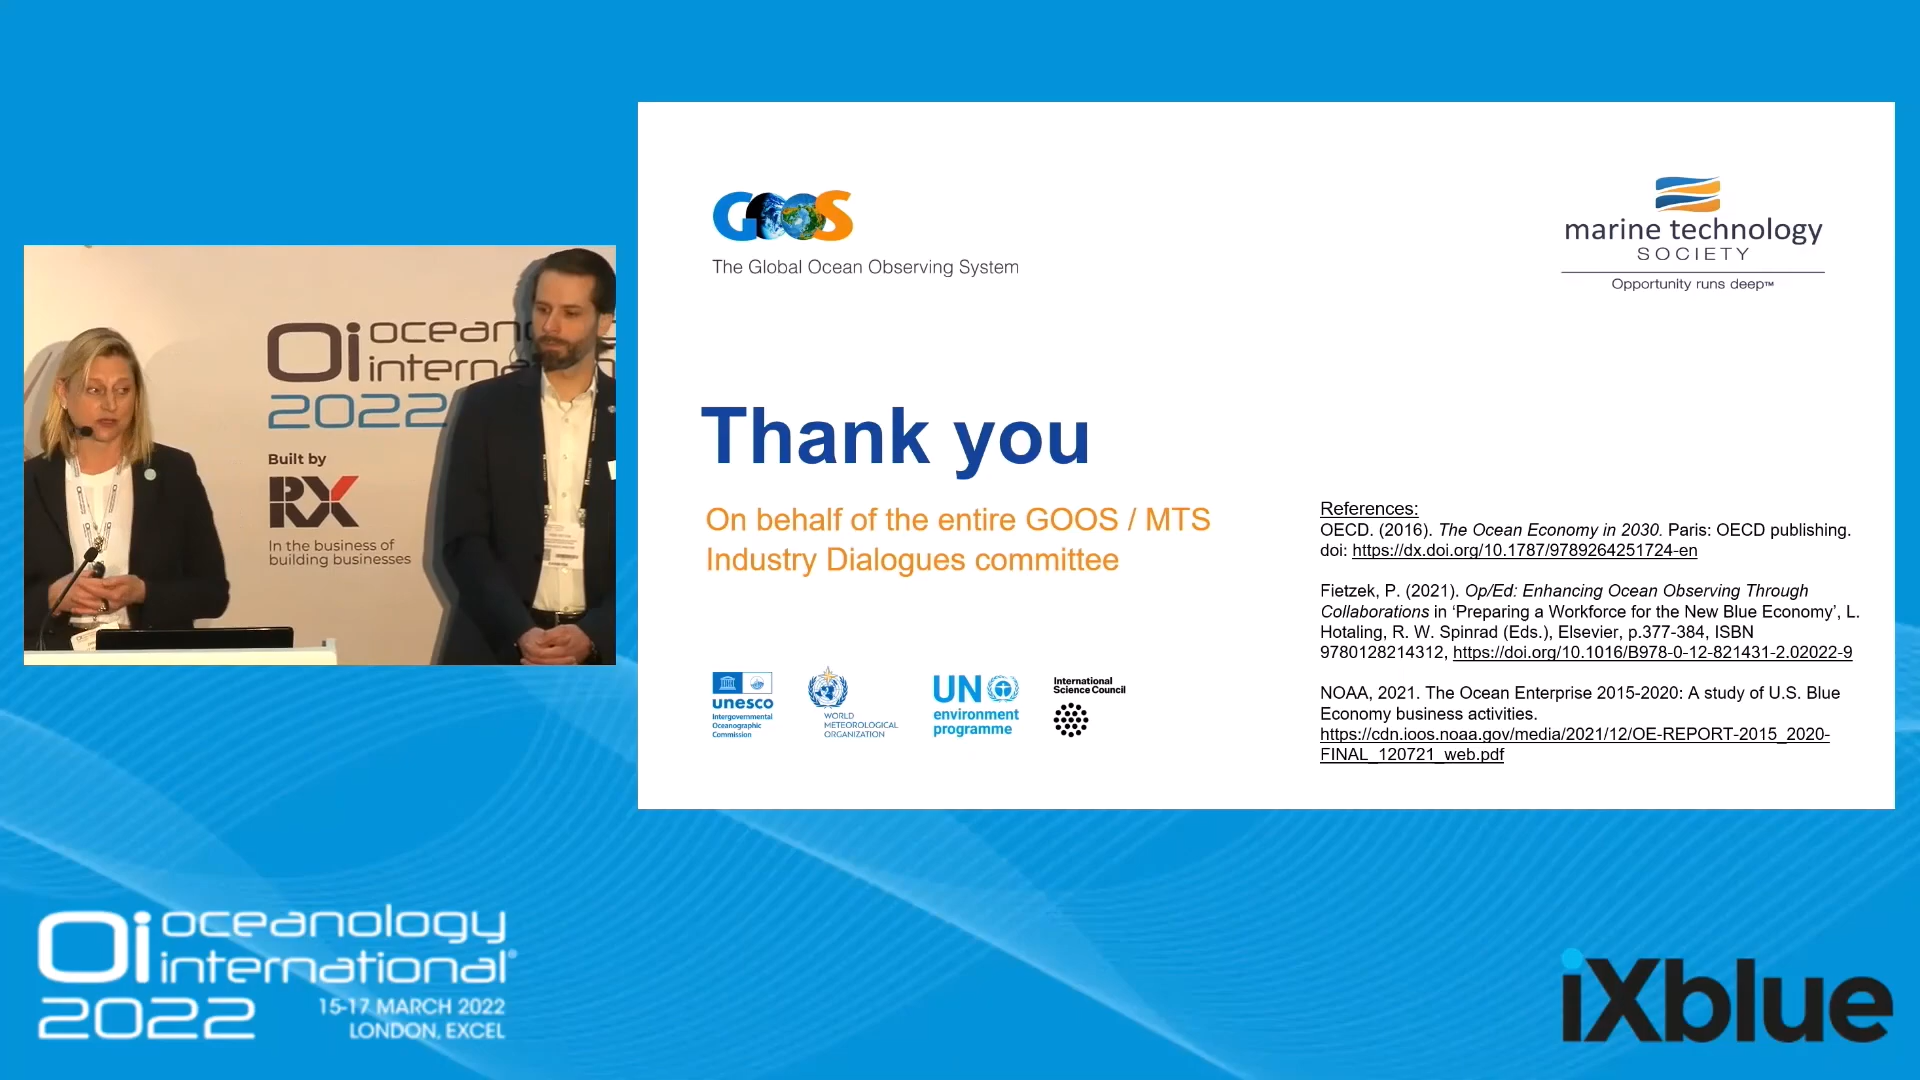 GOOS
The Global Ocean Observing System
marine technology
SOCIETY
Opportunity runs deep™
Oi
international
2022
Built by
RX
In the business of
building businesses
Thank you
On behalf of the entire GOOS / MTS
Industry Dialogues committee
References:
OECD. (2016). The Ocean Economy in 2030. Paris: OECD publishing.
doi: https://dx.doi.org/10.1787/9789264251724-en
Fietzek, P. (2021). Op/Ed: Enhancing Ocean Observing Through
Collaborations in ‘Preparing a Workforce for the New Blue Economy’, L.
Hotaling, R. W. Spinrad (Eds.), Elsevier, p.377-384, ISBN
9780128214312, https://doi.org/10.1016/B978-0-12-821431-2.02022-9
NOAA, 2021. The Ocean Enterprise 2015-2020: A study of U.S. Blue
Economy business activities.
https://cdn.ioos.noaa.gov/media/2021/12/OE-REPORT-2015_2020-
FINAL_120721_web.pdf
unesco
Intergovernmental
Oceanographic
Commission
WORLD
METEOROLOGICAL
ORGANIZATION
UN
environment
programme
International
Science Council
Oi oceanology
international®
2022
15-17 MARCH 2022
LONDON, EXCEL
iXblue